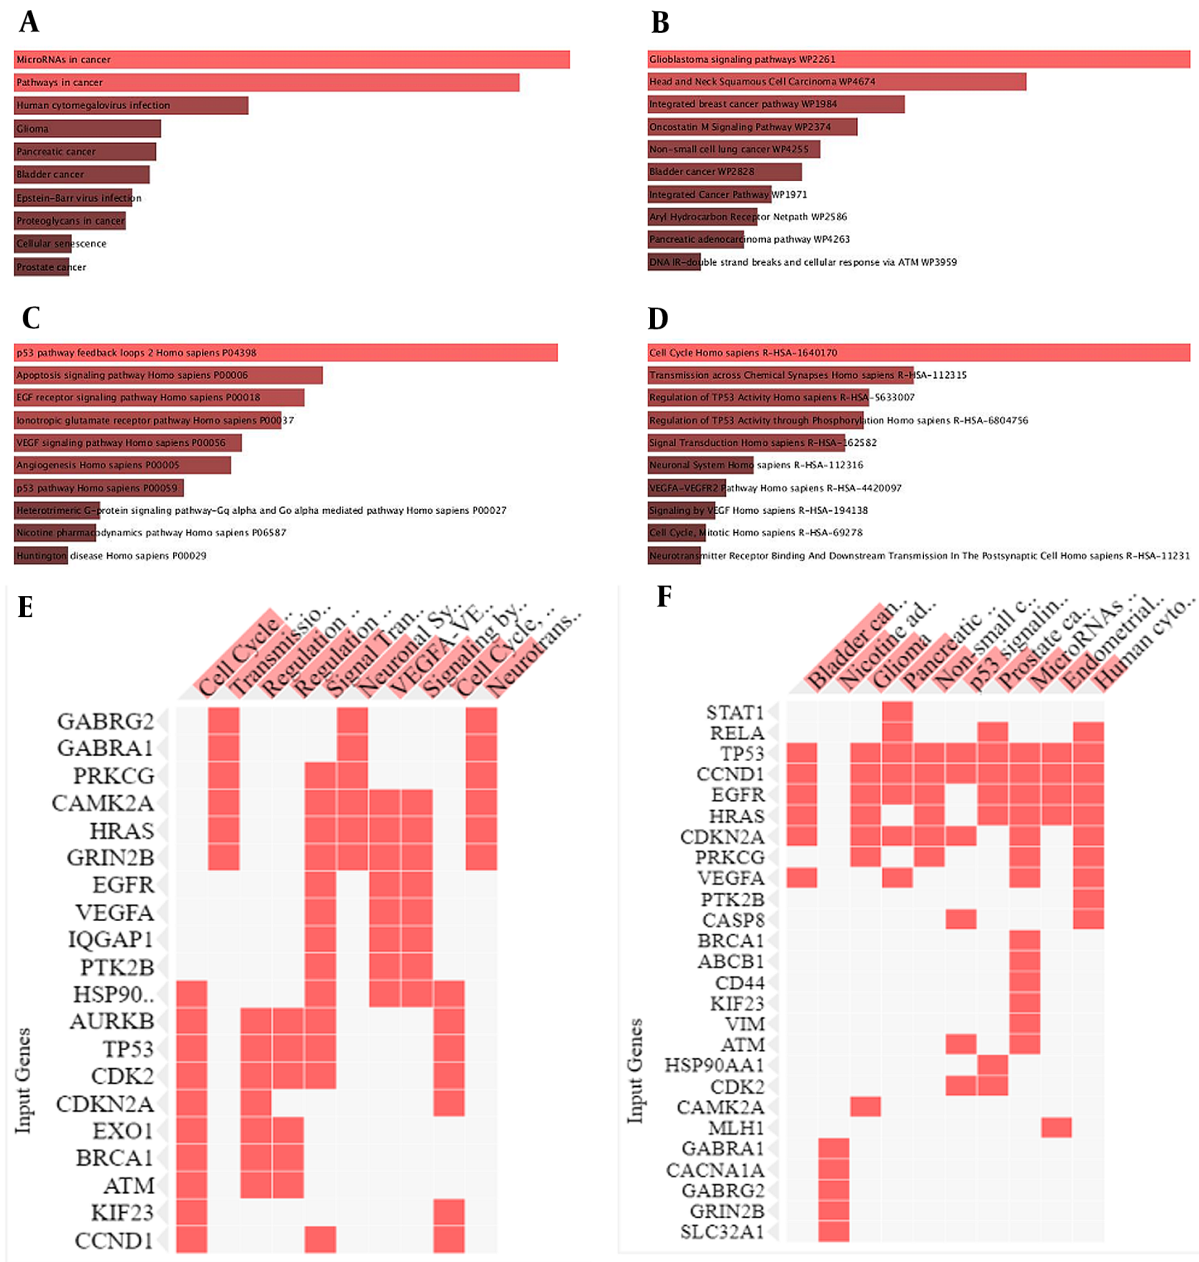 A
MicroRNAs in cancer
Pathways in cancer
Human cytomegalovirus infection
Glioma
Pancreatic cancer
Bladder cancer
Epstein-Barr virus infection
Proteoglycans in cancer
Cellular senescence
Prostate cancer
B
Glioblastoma signaling pathways WP2261
Head and Neck Squamous Cell Carcinoma WP4674
Integrated breast cancer pathway WP1984
Oncostatin M Signaling Pathway WP2374
Non-small cell lung cancer WP4255
Bladder cancer WP2828
Integrated Cancer Pathway WP1971
Aryl Hydrocarbon Receptor Netpath WP2586
Pancreatic adenocarcinoma pathway WP4263
DNA IR-double strand breaks and cellular response via ATM WP3959
C
p53 pathway feedback loops 2 Homo sapiens P04398
Apoptosis signaling pathway Homo sapiens P00006
EGF receptor signaling pathway Homo sapiens P00018
Ionotropic glutamate receptor pathway Homo sapiens P00037
VEGF signaling pathway Homo sapiens P00056
Angiogenesis Homo sapiens P00005
p53 pathway Homo sapiens P00059
Heterotrimeric G-protein signaling pathway-Gq alpha and Go alpha mediated pathway Homo sapiens P00027
Nicotine pharmacodynamics pathway Homo sapiens P06587
Huntington disease Homo sapiens P00029
D
Cell Cycle Homo sapiens R-HSA-1640170
Transmission across Chemical Synapses Homo sapiens R-HSA-112315
Regulation of TP53 Activity Homo sapiens R-HSA-5633007
Regulation of TP53 Activity through Phosphorylation Homo sapiens R-HSA-6804756
Signal Transduction Homo sapiens R-HSA-162582
Neuronal System Homo sapiens R-HSA-112316
VEGFA-VEGFR2 Pathway Homo sapiens R-HSA-4420097
Signaling by VEGF Homo sapiens R-HSA-194138
Cell Cycle, Mitotic Homo sapiens R-HSA-69278
Neurotransmitter Receptor Binding And Downstream Transmission In The Postsynaptic Cell Homo sapiens R-HSA-11231
E
Cell Cycle ..
Transmissio..
Regulation ..
Regulation ..
Signal Tran..
Neuronal Sy..
VEGFA-VE..
Signaling by..
Cell Cycle, ..
Neurotrans..
GABRG2
GABRA1
PRKCG
CAMK2A
HRAS
GRIN2B
EGFR
VEGFA
IQGAP1
PTK2B
HSP90..
AURKB
TP53
CDK2
CDKN2A
EXO1
BRCA1
ATM
KIF23
CCND1
Input Genes
F
Bladder can..
Nicotine ad..
Glioma
Pancreatic ..
Non-small c..
p53 signalin..
Prostate ca..
MicroRNAs ..
Endometrial..
Human cyto..
STAT1
RELA
TP53
CCND1
EGFR
HRAS
CDKN2A
PRKCG
VEGFA
PTK2B
CASP8
BRCA1
ABCB1
CD44
KIF23
VIM
ATM
HSP90AA1
CDK2
CAMK2A
MLH1
GABRA1
CACNA1A
GABRG2
GRIN2B
SLC32A1
Input Genes